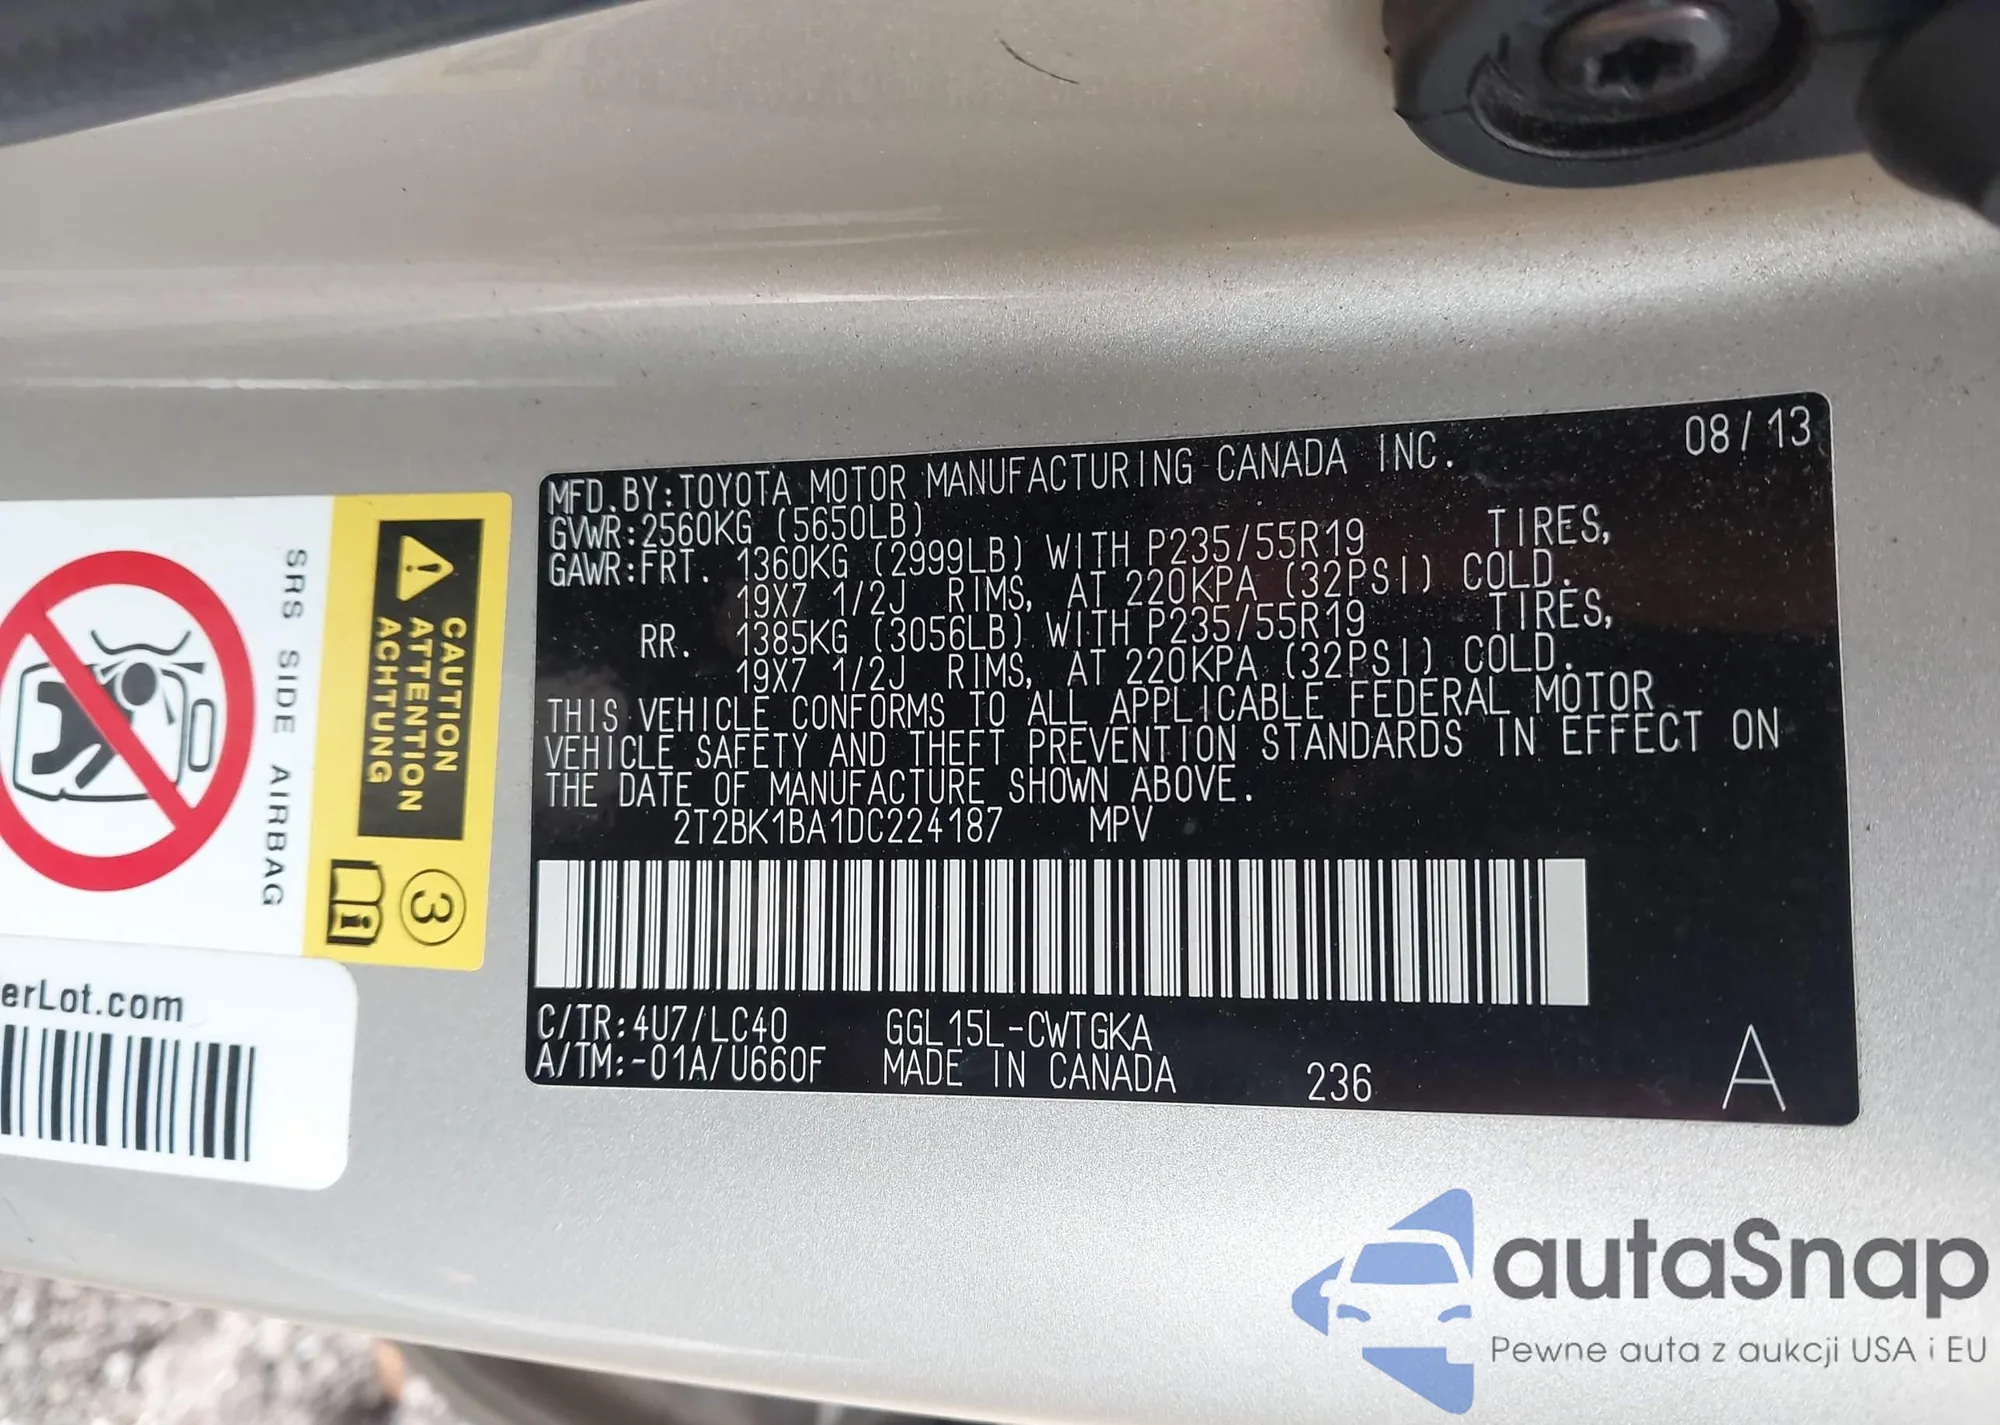 MFD.BY:TOYOTA MOTOR MANUFACTURING CANADA INC. 08/13
GVWR:2560KG (5650LB)
GAWR:FRT. 1360KG (2999LB) WITH P235/55R19 TIRES,
19X7 1/2J RIMS, AT 220KPA (32PSI) COLD.
RR. 1385KG (3056LB) WITH P235/55R19 TIRES,
19X7 1/2J RIMS, AT 220KPA (32PSI) COLD.
THIS VEHICLE CONFORMS TO ALL APPLICABLE FEDERAL MOTOR
VEHICLE SAFETY AND THEFT PREVENTION STANDARDS IN EFFECT ON
THE DATE OF MANUFACTURE SHOWN ABOVE.
2T2BK1BA1DC224187 MPV
C/TR:4U7/LC40 GGL15L-CWTGKA
A/TM:-01A/U660F MADE IN CANADA 236 A
SRS SIDE AIRBAG
CAUTION
ATTENTION
ACHTUNG
3
erLot.com
autaSnap
Pewne auta z aukcji USA i EU